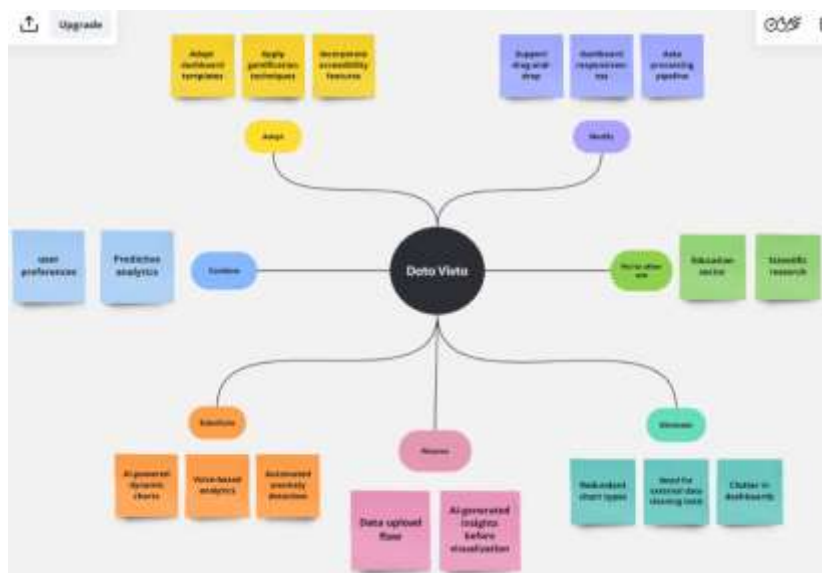 Upgrade
Adapt
dashboard
templates
Apply
gamification
techniques
Incorporate
accessibility
features
Support
drag-and-
drop
dashboard
responsiven
ess
data
processing
pipeline
Adapt
Modify
user
preferences
Predictive
analytics
Combine
Data Vista
Put to other
use
Education
sector
Scientific
research
Substitute
Reverse
Eliminate
AI-powered
dynamic
charts
Voice-based
analytics
Automated
anomaly
detection
Data upload
flow
AI-generated
insights
before
visualization
Redundant
chart types
Need for
external data
cleaning tools
Clutter in
dashboards